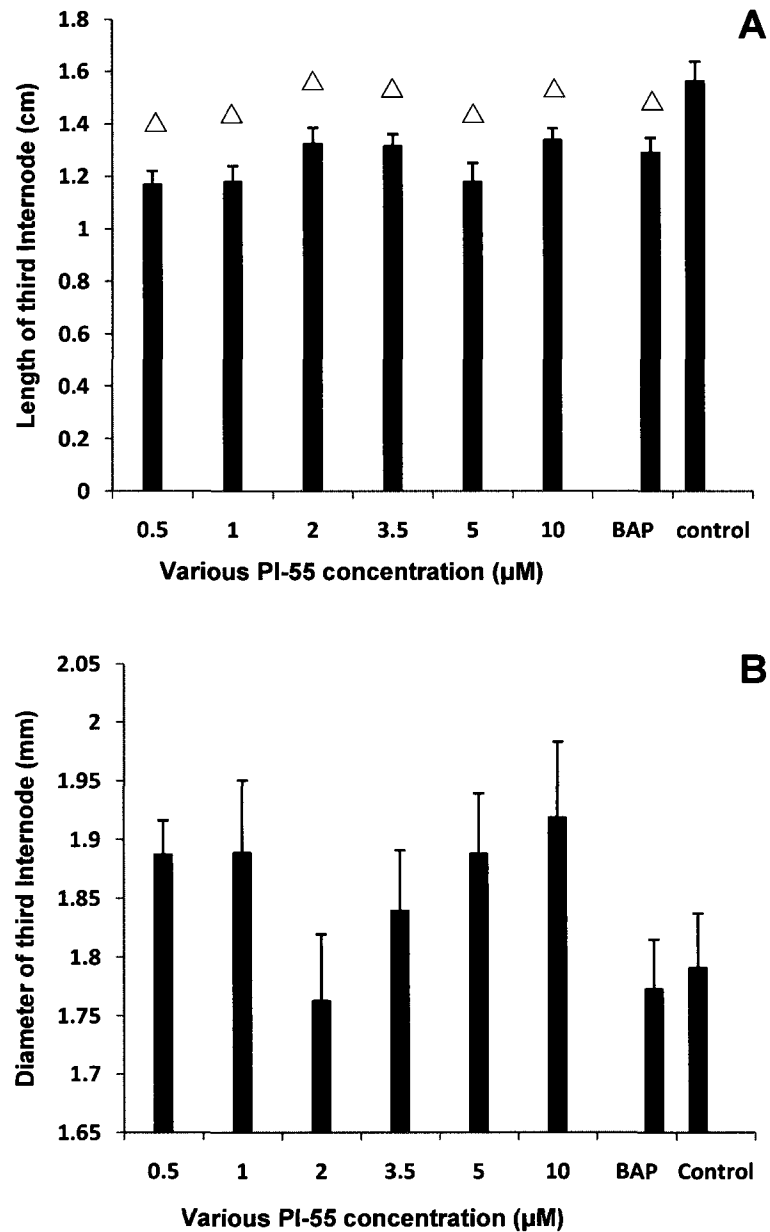 A
Length of third Internode (cm)
1.8
1.6
1.4
1.2
1
0.8
0.6
0.4
0.2
0
0.5 1 2 3.5 5 10 BAP control
Various PI-55 concentration (µM)
B
Diameter of third Internode (mm)
2.05
2
1.95
1.9
1.85
1.8
1.75
1.7
1.65
0.5 1 2 3.5 5 10 BAP Control
Various PI-55 concentration (µM)